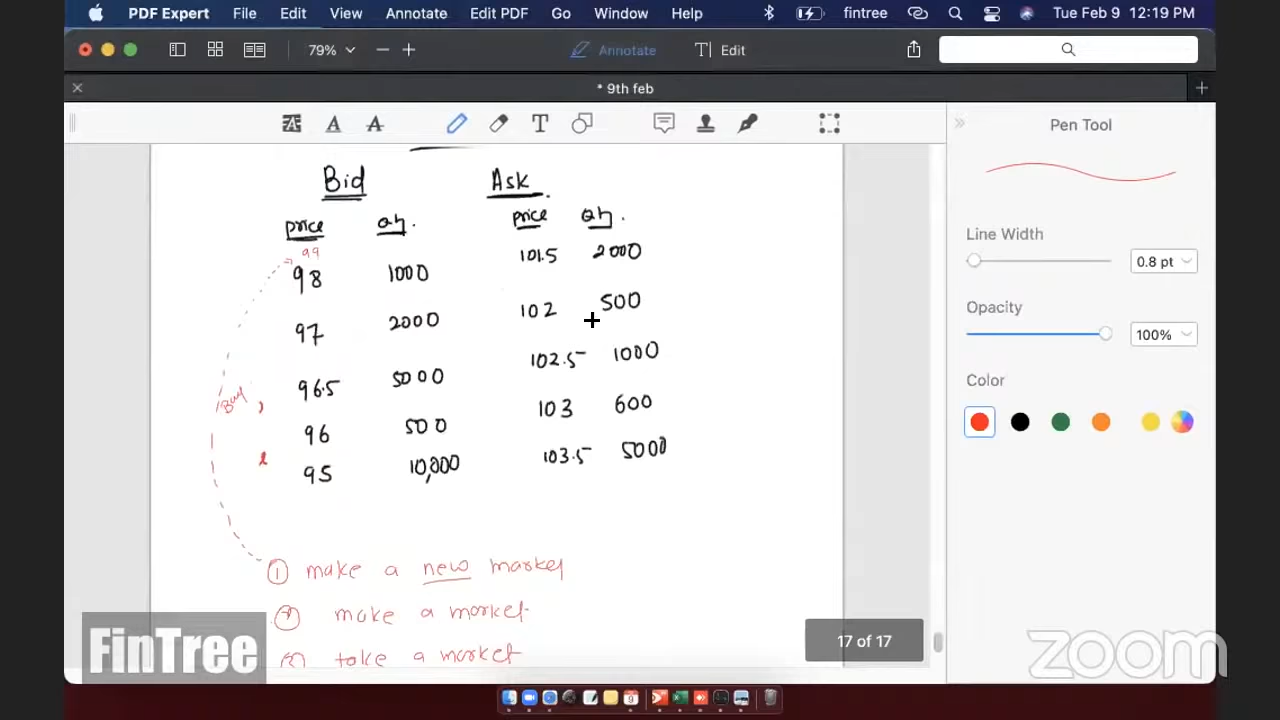 PDF Expert File Edit View Annotate Edit PDF Go Window Help fintree Tue Feb 9 12:19 PM
79% Annotate T Edit
* 9th feb
Pen Tool
Line Width
0.8 pt
Opacity
100%
Color
Bid Ask
price qty. price qty.
99
98 1000 101.5 2000
97 2000 102 500
96.5 5000 102.5 1000
96 500 103 600
95 10,000 103.5 5000
① make a new market
② make a market
③ take a market
17 of 17
FinTree
zoom